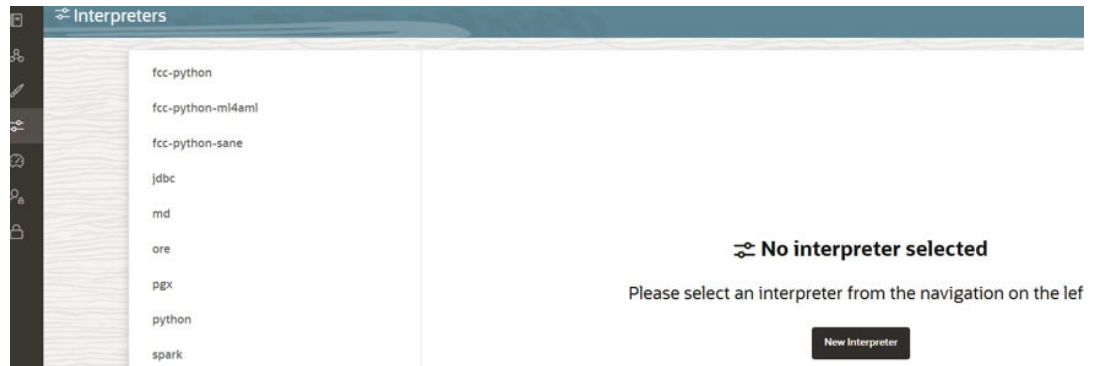 Interpreters
fcc-python
fcc-python-ml4aml
fcc-python-sane
jdbc
md
ore
pgx
python
spark
No interpreter selected
Please select an interpreter from the navigation on the lef
New Interpreter